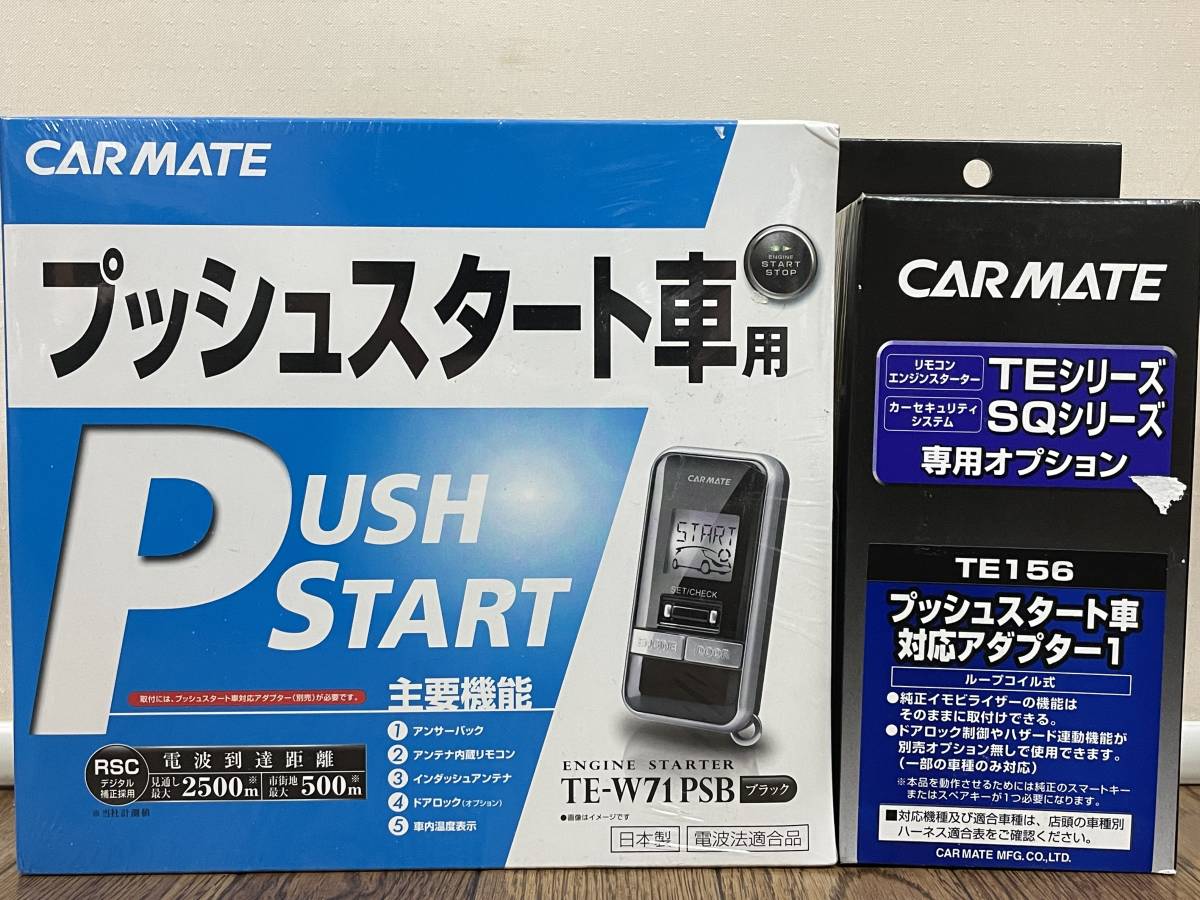 CARMATE
ENGINE
START
STOP
プッシュスタート車用
PUSH
START
CARMATE
START
SET/CHECK
DOOR
取付には、プッシュスタート車対応アダプター(別売)が必要です。
主要機能
1 アンサーバック
2 アンテナ内蔵リモコン
3 インダッシュアンテナ
4 ドアロック(オプション)
5 車内温度表示
RSC
デジタル
補正採用
電波到達距離
見通し最大2500m※ 市街地最大500m※
※当社計測値
ENGINE STARTER
TE-W71PSB ブラック
●画像はイメージです
日本製 電波法適合品
CARMATE
リモコン
エンジンスターター
TEシリーズ
カーセキュリティ
システム
SQシリーズ
専用オプション
TE156
プッシュスタート車
対応アダプター1
ループコイル式
●純正イモビライザーの機能は
そのままに取付けできる。
●ドアロック制御やハザード連動機能が
別売オプション無しで使用できます。
(一部の車種のみ対応)
※本品を動作させるためには純正のスマートキー
またはスペアキーが1つ必要になります。
■対応機種及び適合車種は、店頭の車種別
ハーネス適合表をご確認ください。
CARMATE MFG.CO.,LTD.